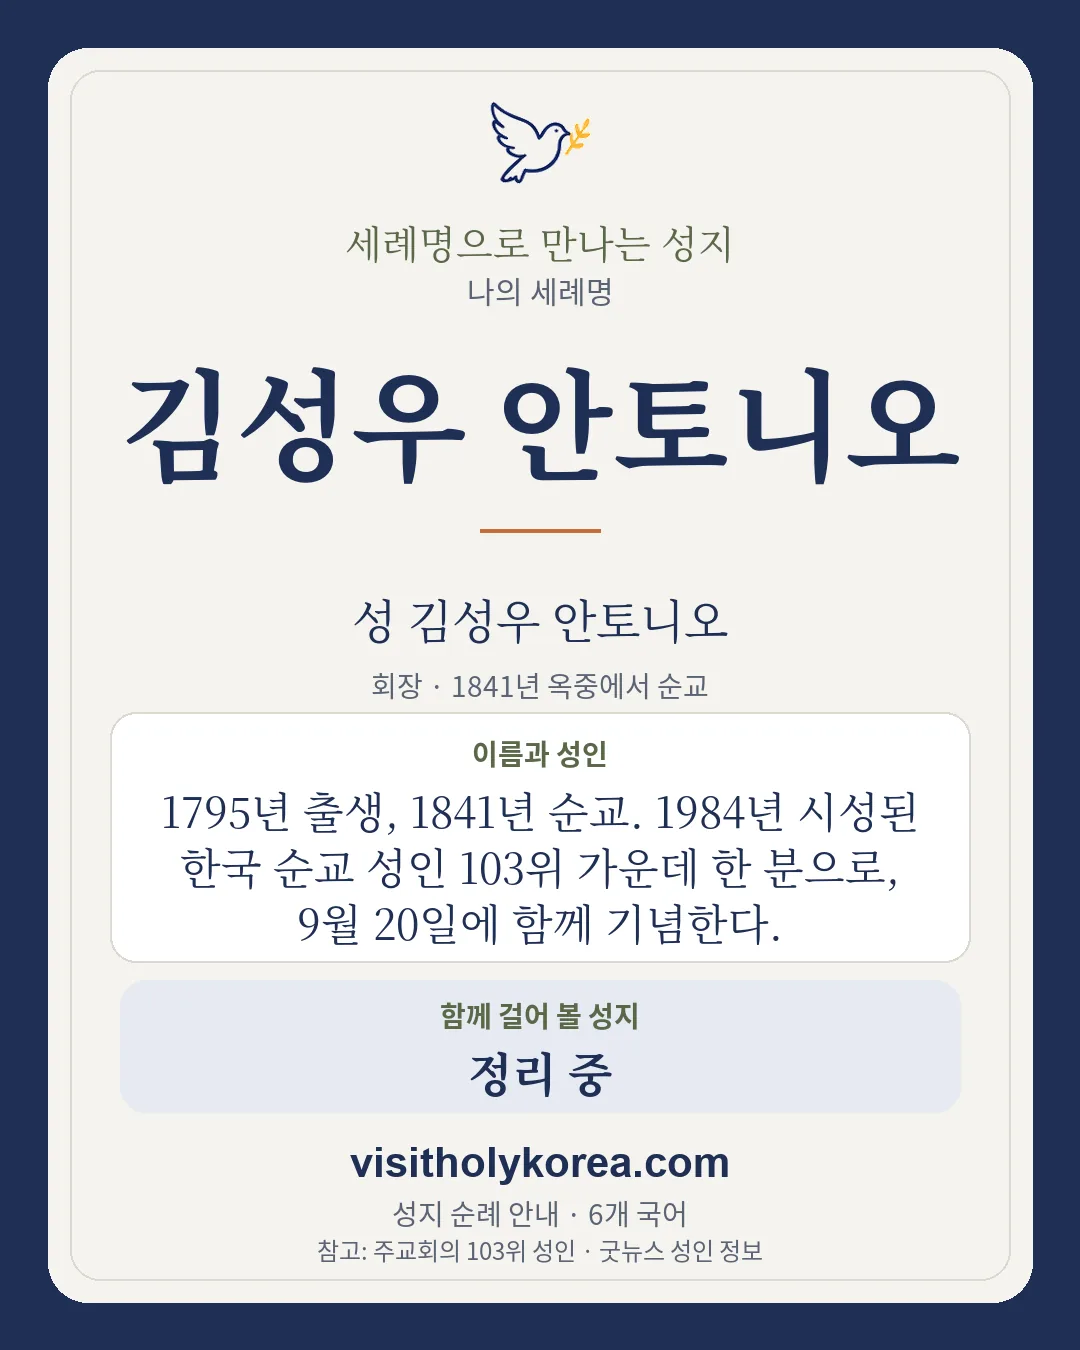 세례명으로 만나는 성지
나의 세례명
김성우 안토니오
성 김성우 안토니오
회장 · 1841년 옥중에서 순교
이름과 성인
1795년 출생, 1841년 순교. 1984년 시성된
한국 순교 성인 103위 가운데 한 분으로,
9월 20일에 함께 기념한다.
함께 걸어 볼 성지
정리 중
visitholykorea.com
성지 순례 안내 · 6개 국어
참고: 주교회의 103위 성인 · 굿뉴스 성인 정보